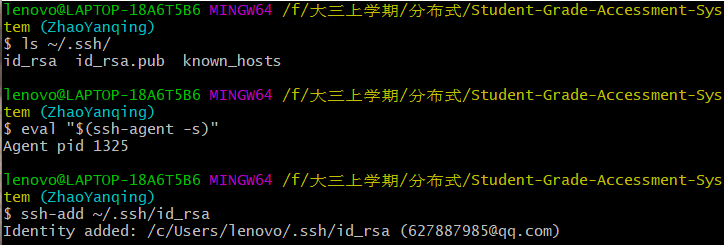 lenovo@LAPTOP-18A6T5B6 MINGW64 /f/大三上学期/分布式/Student-Grade-Accessment-Sys
tem (ZhaoYanqing)
$ ls ~/.ssh/
id_rsa  id_rsa.pub  known_hosts
lenovo@LAPTOP-18A6T5B6 MINGW64 /f/大三上学期/分布式/Student-Grade-Accessment-Sys
tem (ZhaoYanqing)
$ eval "$(ssh-agent -s)"
Agent pid 1325
lenovo@LAPTOP-18A6T5B6 MINGW64 /f/大三上学期/分布式/Student-Grade-Accessment-Sys
tem (ZhaoYanqing)
$ ssh-add ~/.ssh/id_rsa
Identity added: /c/Users/lenovo/.ssh/id_rsa (627887985@qq.com)